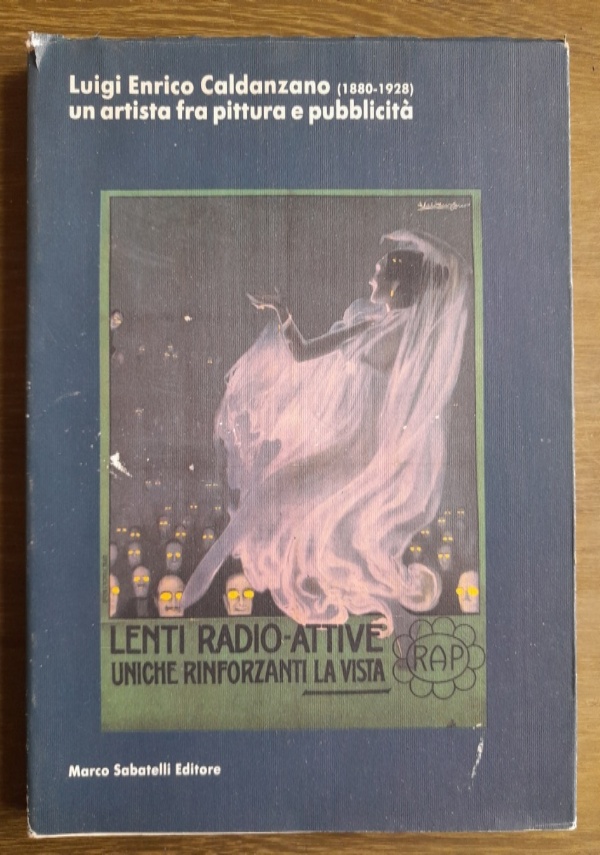 Luigi Enrico Caldanzano (1880-1928)
un artista fra pittura e pubblicità
LENTI RADIO-ATTIVE
UNICHE RINFORZANTI LA VISTA
RAP
Marco Sabatelli Editore